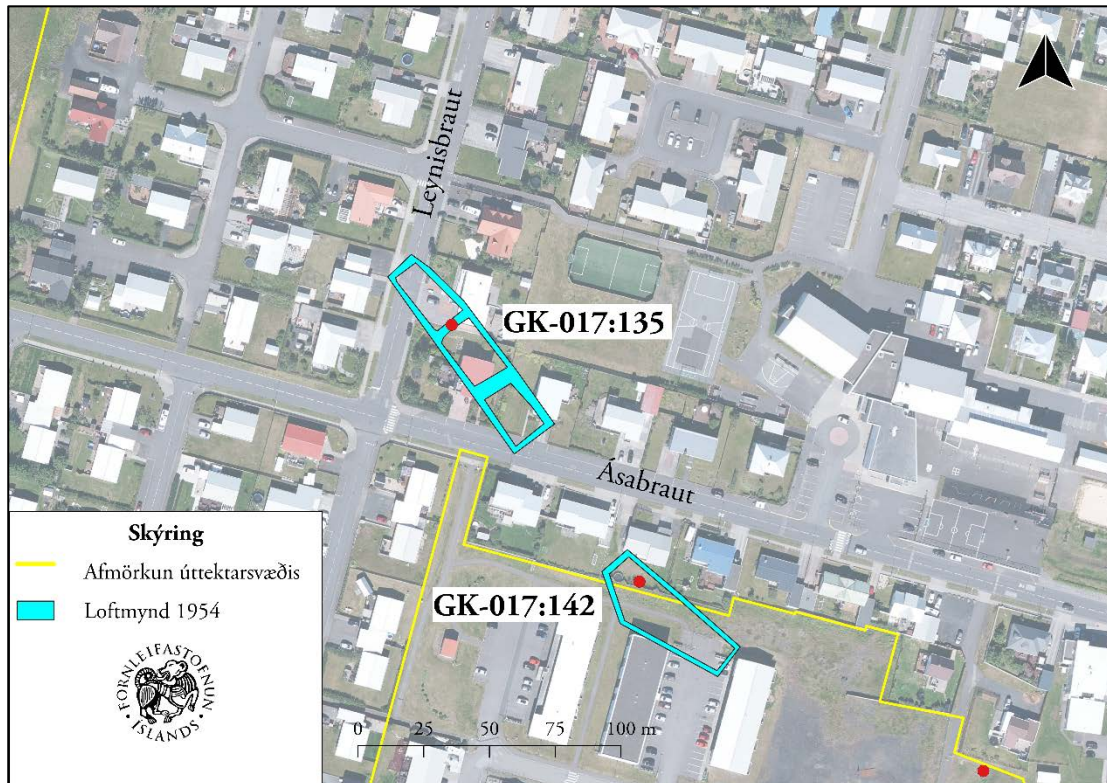 Leynisbraut
GK-017:135
Ásabraut
GK-017:142
Skýring
Afmörkun úttektarsvæðis
Loftmynd 1954
FORNLEIFASTOFNUN
ÍSLANDS
0 25 50 75 100 m